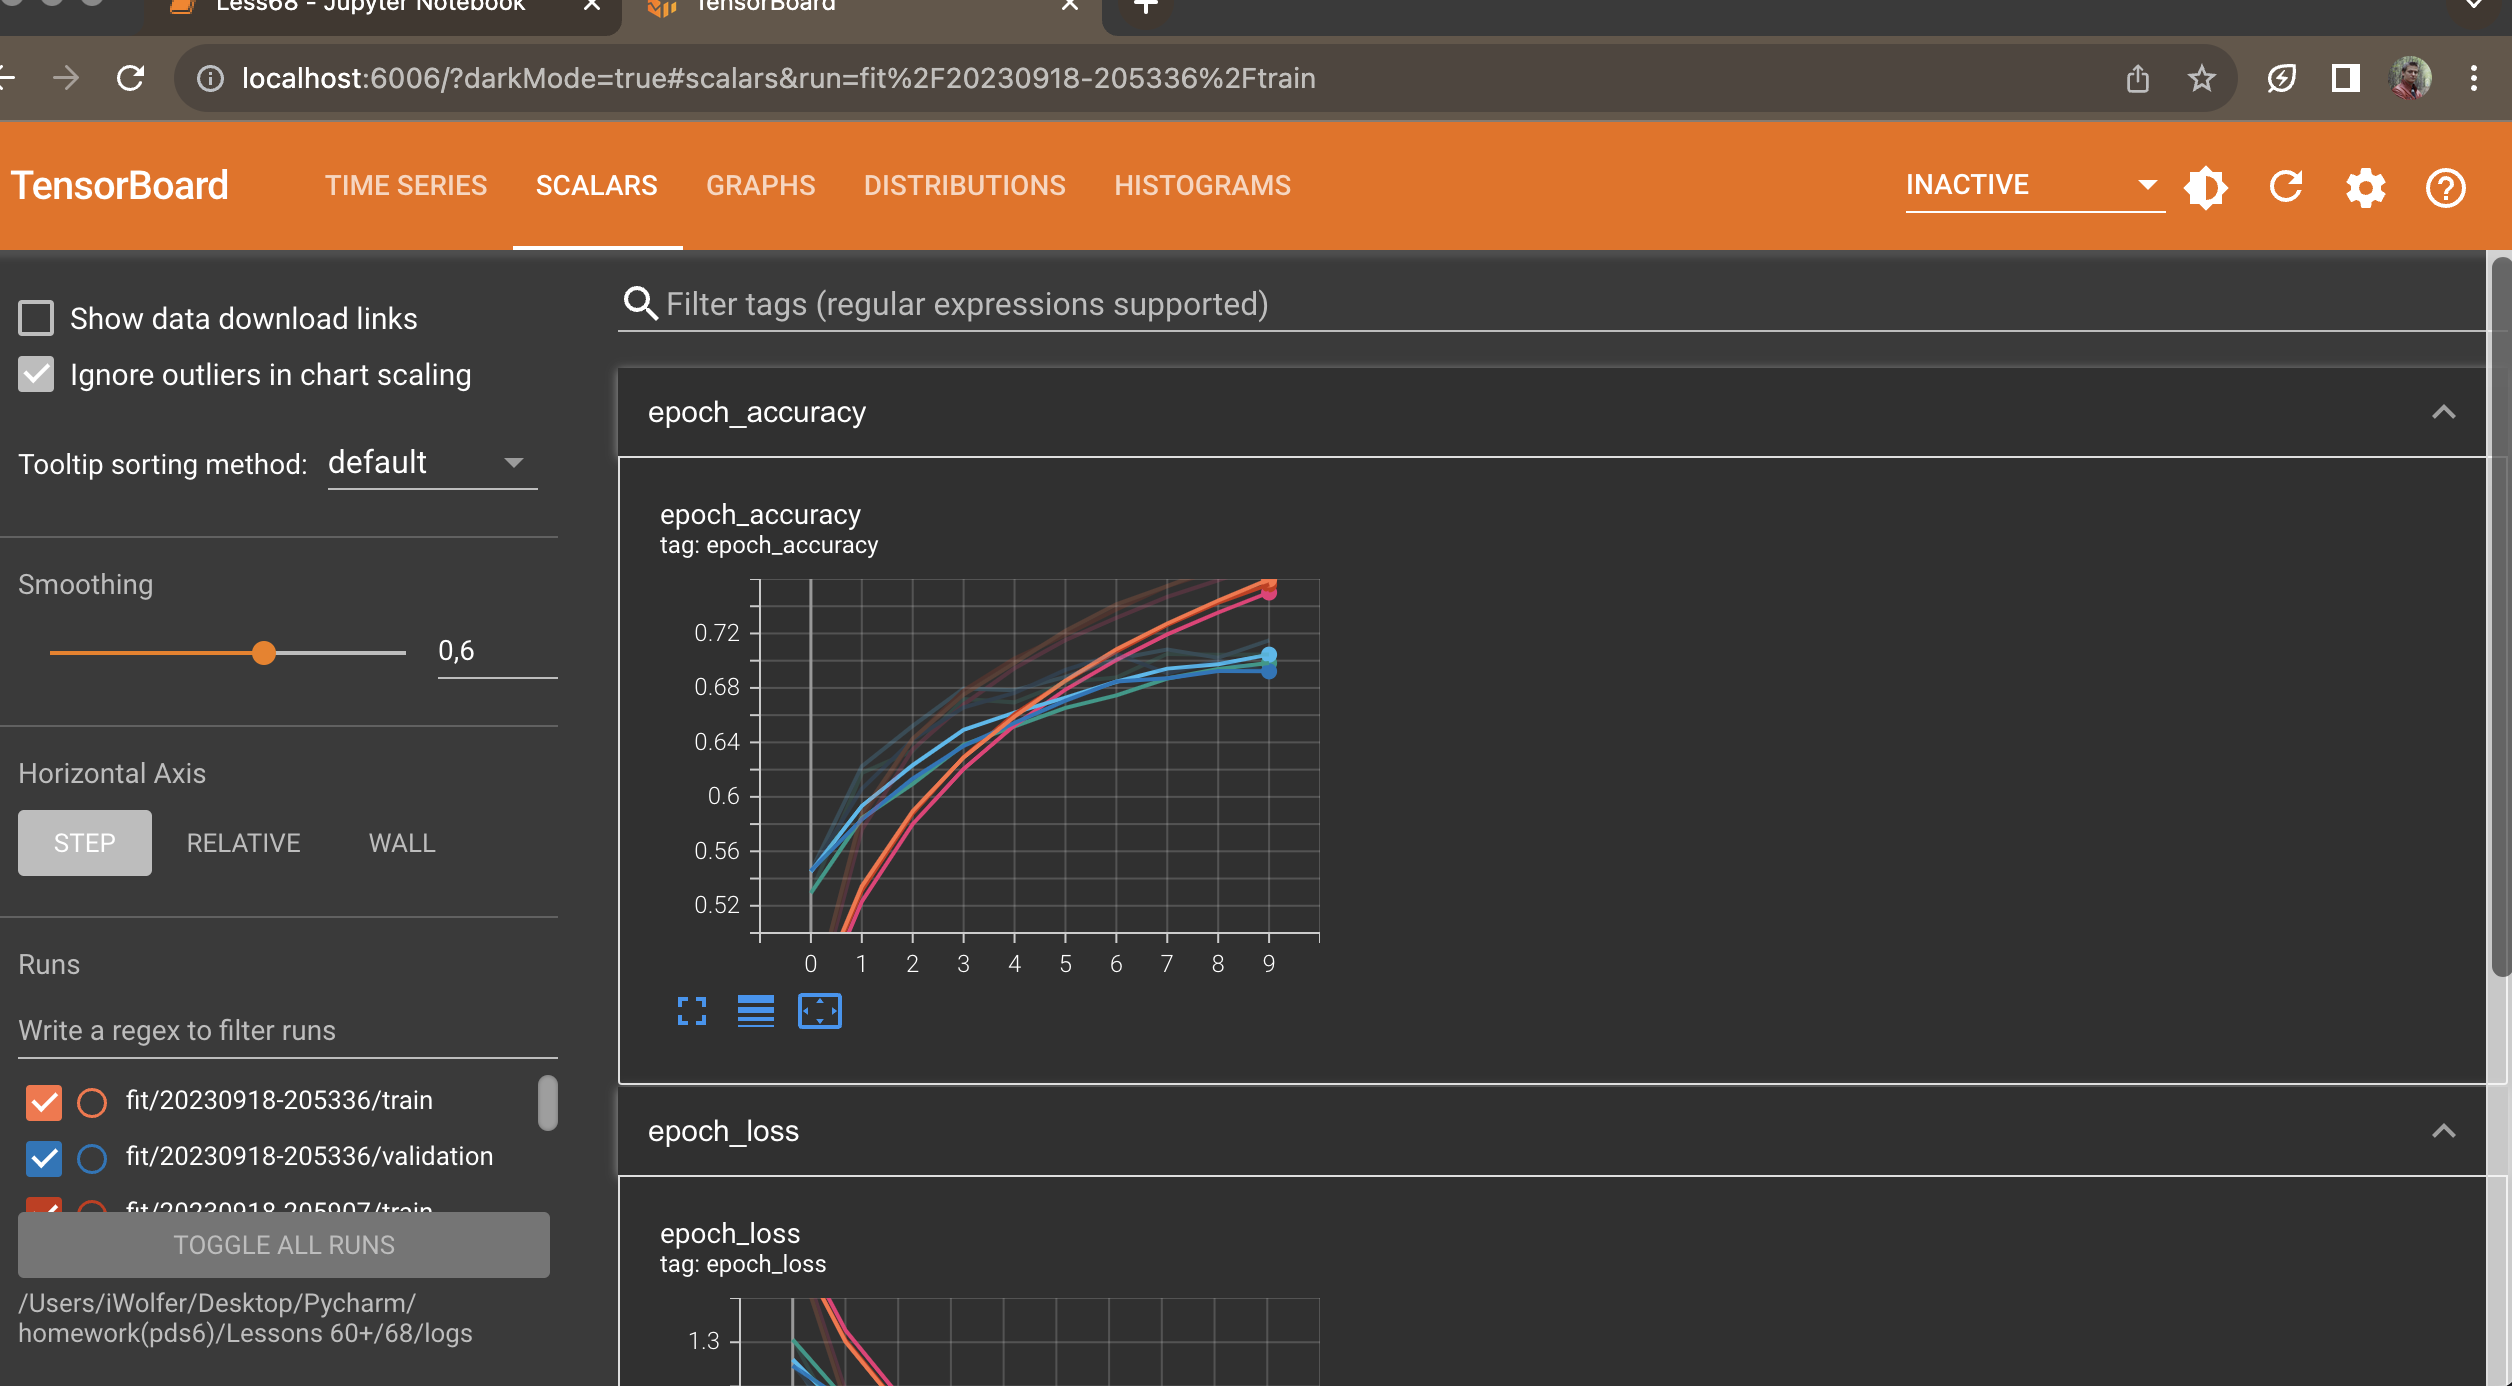 Less68 - Jupyter Notebook
TensorBoard
localhost:6006/?darkMode=true#scalars&run=fit%2F20230918-205336%2Ftrain
TensorBoard
TIME SERIES
SCALARS
GRAPHS
DISTRIBUTIONS
HISTOGRAMS
INACTIVE
Show data download links
Ignore outliers in chart scaling
Tooltip sorting method: default
Smoothing
0,6
Horizontal Axis
STEP
RELATIVE
WALL
Runs
Write a regex to filter runs
fit/20230918-205336/train
fit/20230918-205336/validation
fit/20230918-205907/train
TOGGLE ALL RUNS
/Users/iWolfer/Desktop/Pycharm/
homework(pds6)/Lessons 60+/68/logs
Filter tags (regular expressions supported)
epoch_accuracy
epoch_accuracy
tag: epoch_accuracy
0.72
0.68
0.64
0.6
0.56
0.52
0 1 2 3 4 5 6 7 8 9
epoch_loss
epoch_loss
tag: epoch_loss
1.3